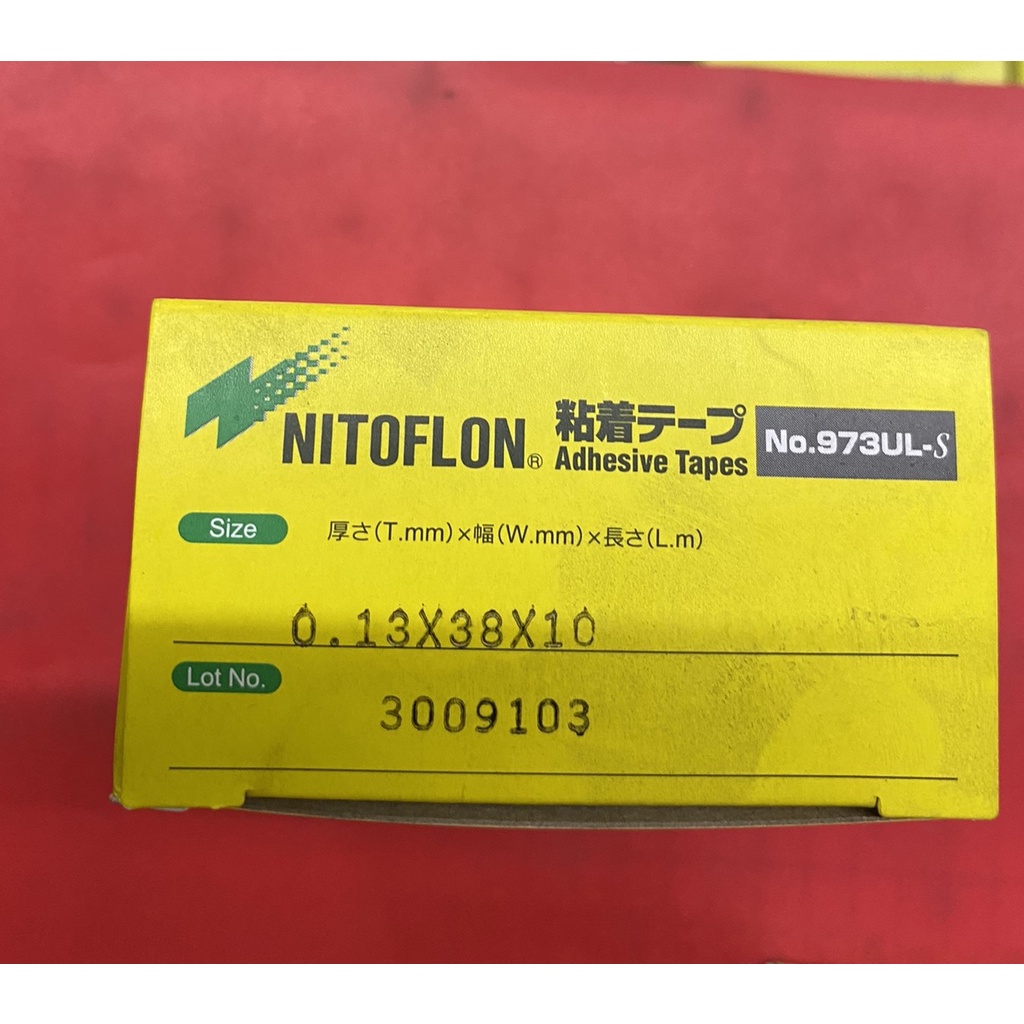 NITOFLON® 粘着テープ No.973UL-S
Adhesive Tapes
Size 厚さ(T.mm)×幅(W.mm)×長さ(L.m)
0.13X38X10
Lot No.
3009103